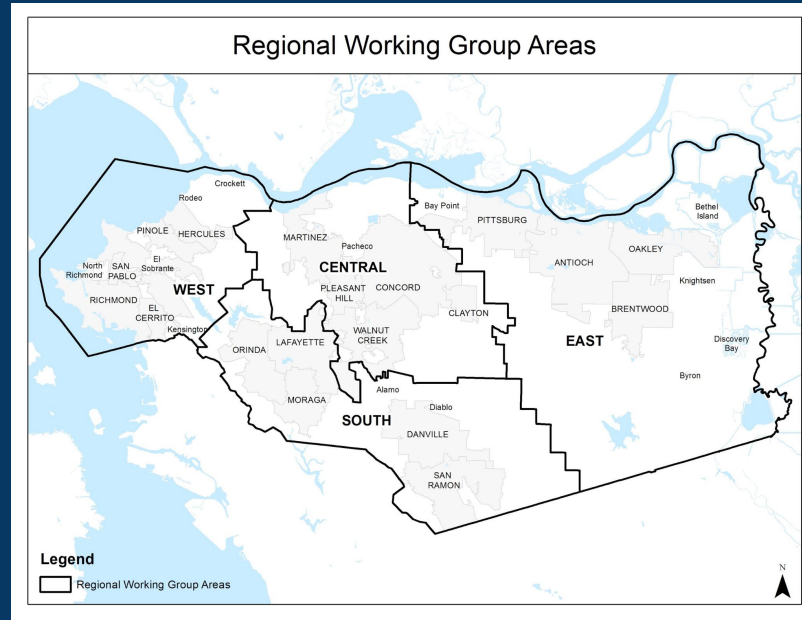 Regional Working Group Areas
Crockett
Rodeo
PINOLE
HERCULES
El
Sobrante
North
Richmond
SAN
PABLO
WEST
RICHMOND
EL
CERRITO
Kensington
MARTINEZ
Pacheco
CENTRAL
PLEASANT
HILL
CONCORD
CLAYTON
WALNUT
CREEK
ORINDA
LAFAYETTE
MORAGA
Alamo
SOUTH
Diablo
DANVILLE
SAN
RAMON
Bay Point
PITTSBURG
Bethel
Island
OAKLEY
ANTIOCH
Knightsen
BRENTWOOD
EAST
Discovery
Bay
Byron
Legend
Regional Working Group Areas
N